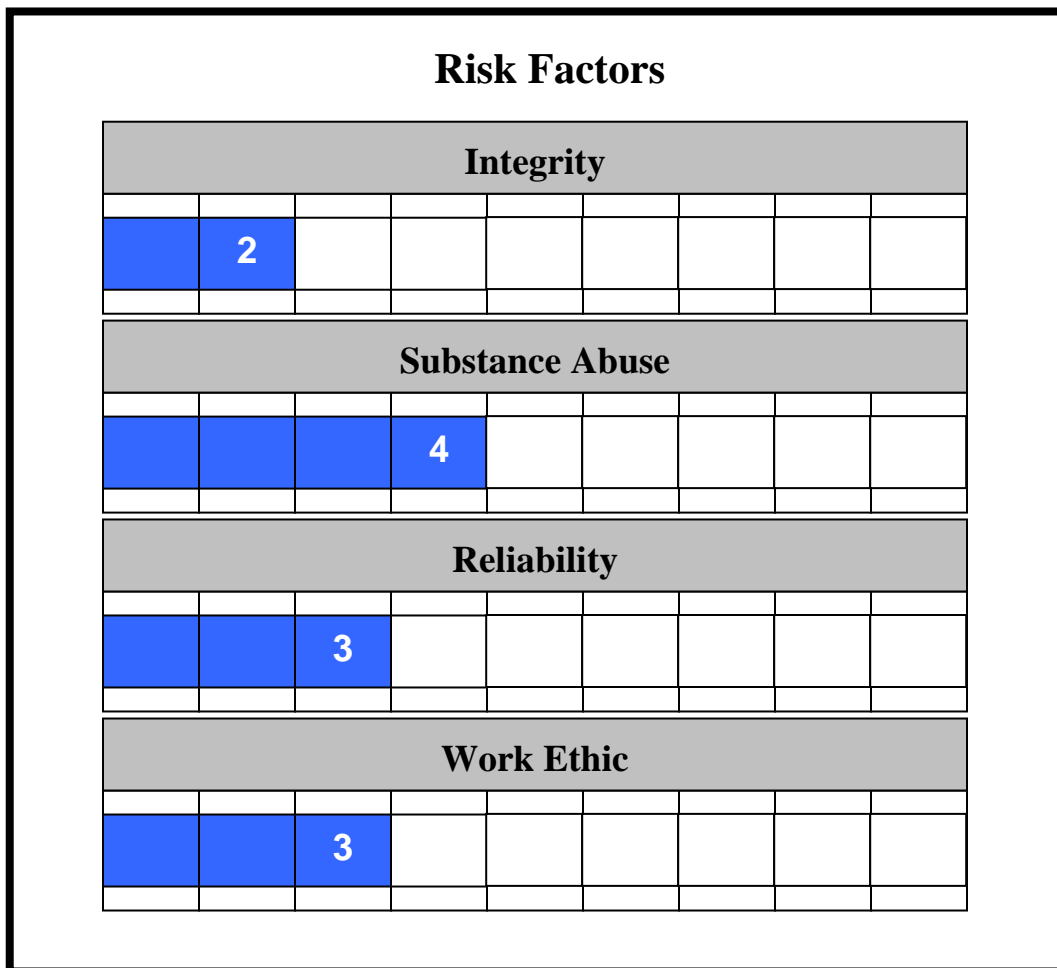 Risk Factors
Integrity
2
Substance Abuse
4
Reliability
3
Work Ethic
3